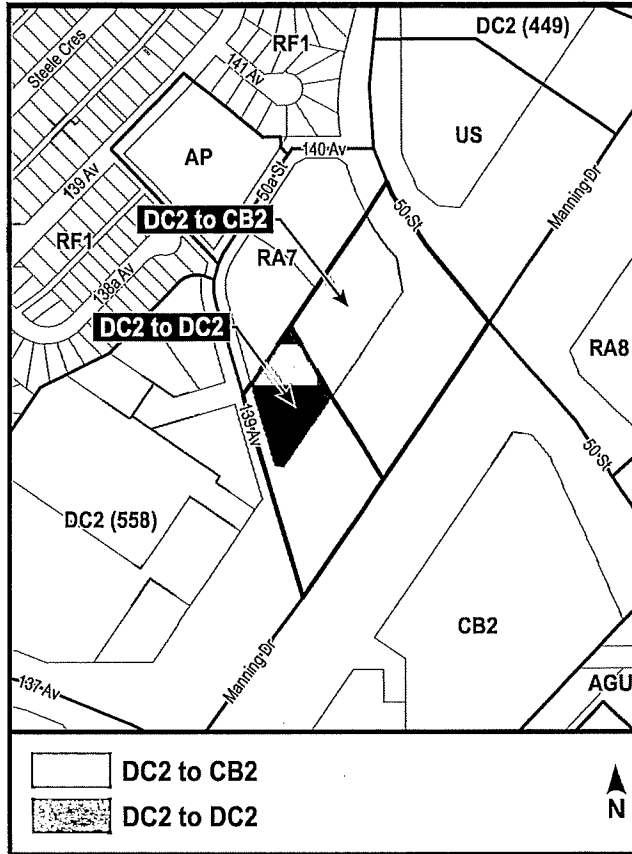 DC2 (449)
RF1
Steele Cres
141 Av
US
AP
140 Av
139 Av
50a St
Manning Dr
DC2 to CB2
50 St
RF1
RA7
138a Av
DC2 to DC2
RA8
139 Av
50 St
DC2 (558)
CB2
Manning Dr
137 Av
AGU
DC2 to CB2
DC2 to DC2
N